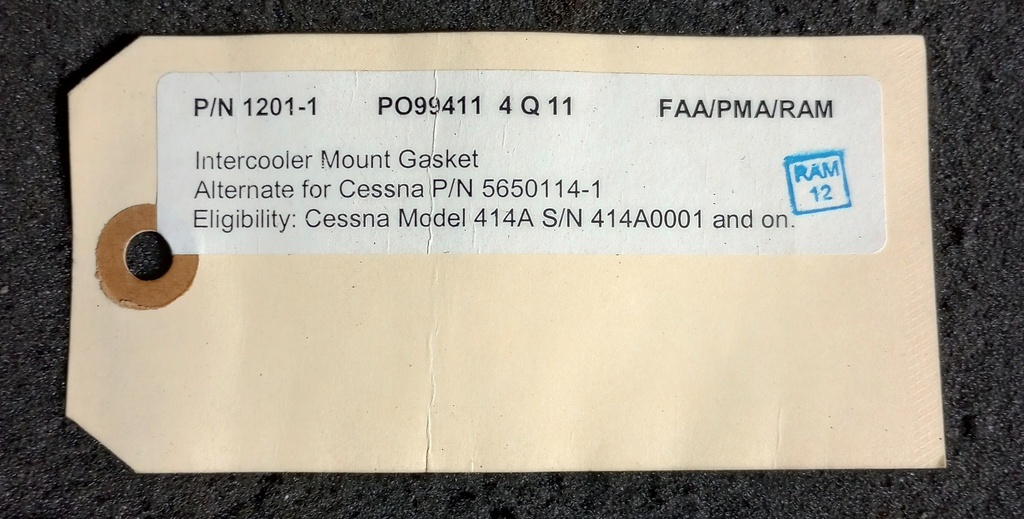 P/N 1201-1 PO99411 4 Q 11 FAA/PMA/RAM
Intercooler Mount Gasket
Alternate for Cessna P/N 5650114-1
Eligibility: Cessna Model 414A S/N 414A0001 and on.
RAM
12